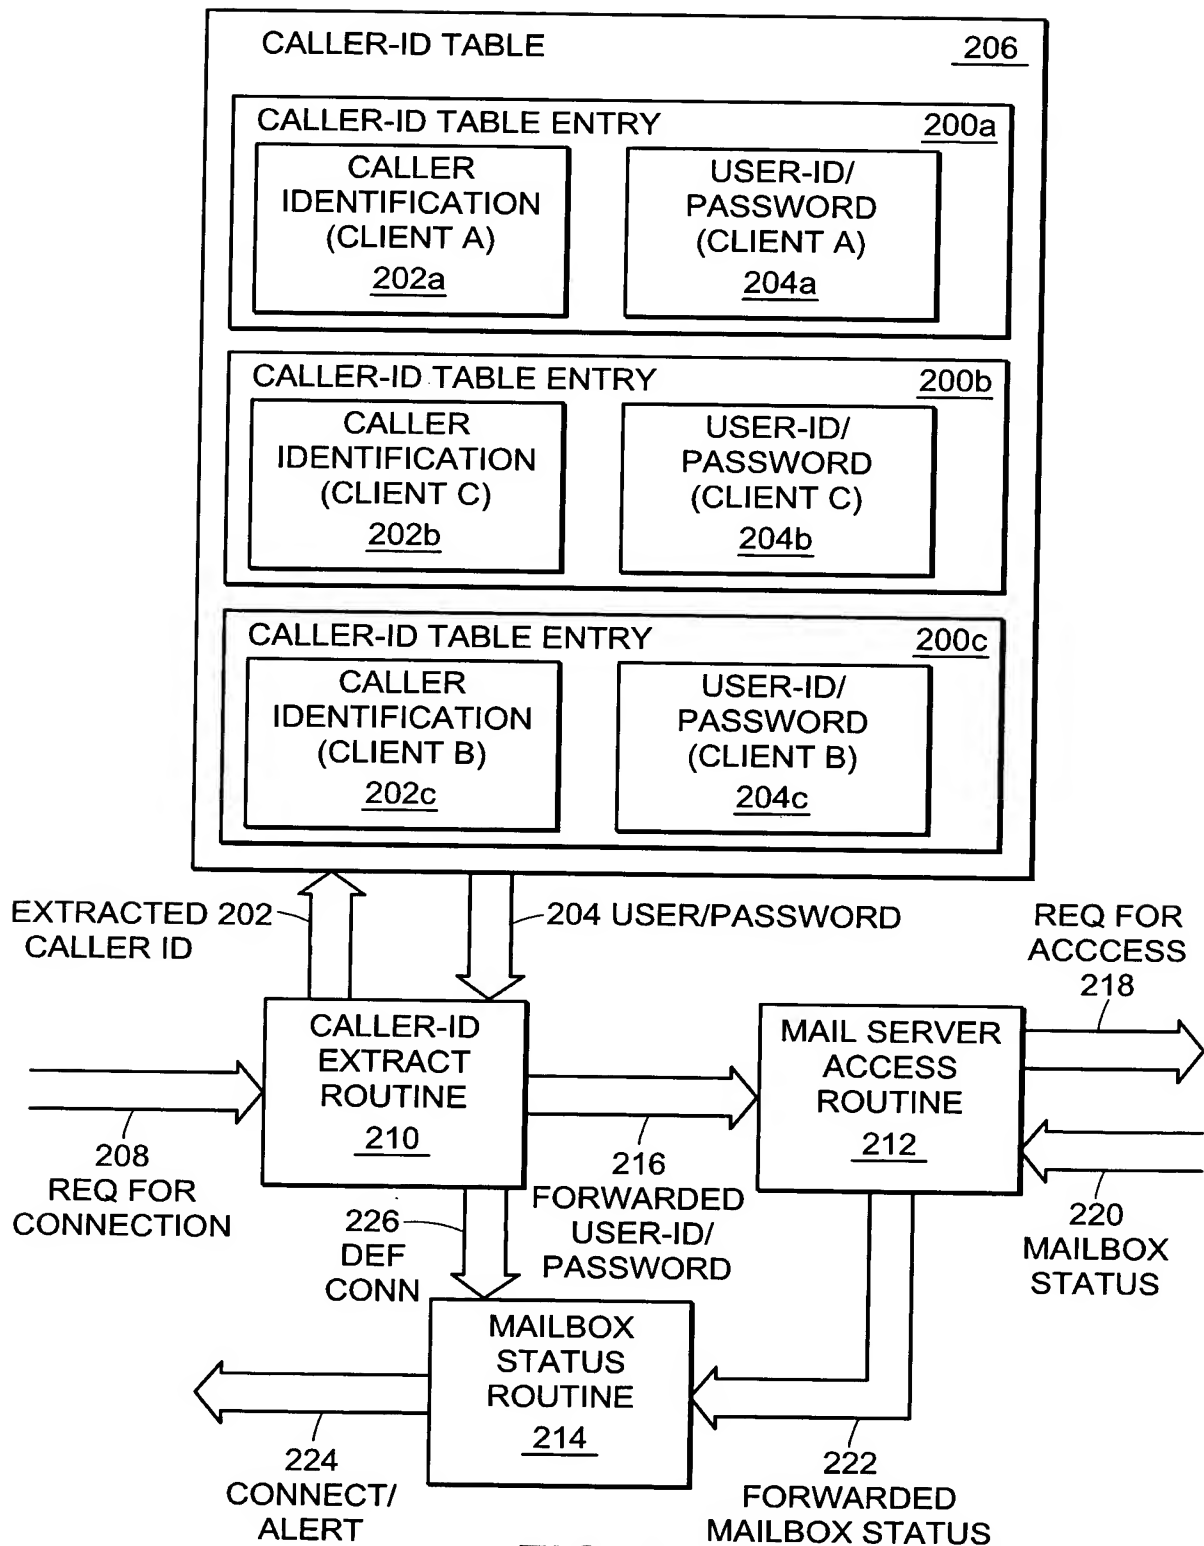 CALLER-ID TABLE
206
CALLER-ID TABLE ENTRY
200a
CALLER
IDENTIFICATION
(CLIENT A)
202a
USER-ID/
PASSWORD
(CLIENT A)
204a
CALLER-ID TABLE ENTRY
200b
CALLER
IDENTIFICATION
(CLIENT C)
202b
USER-ID/
PASSWORD
(CLIENT C)
204b
CALLER-ID TABLE ENTRY
200c
CALLER
IDENTIFICATION
(CLIENT B)
202c
USER-ID/
PASSWORD
(CLIENT B)
204c
EXTRACTED 202
CALLER ID
204 USER/PASSWORD
REQ FOR
ACCCESS
218
CALLER-ID
EXTRACT
ROUTINE
210
MAIL SERVER
ACCESS
ROUTINE
212
208
REQ FOR
CONNECTION
216
FORWARDED
USER-ID/
PASSWORD
220
MAILBOX
STATUS
226
DEF
CONN
MAILBOX
STATUS
ROUTINE
214
224
CONNECT/
ALERT
222
FORWARDED
MAILBOX STATUS